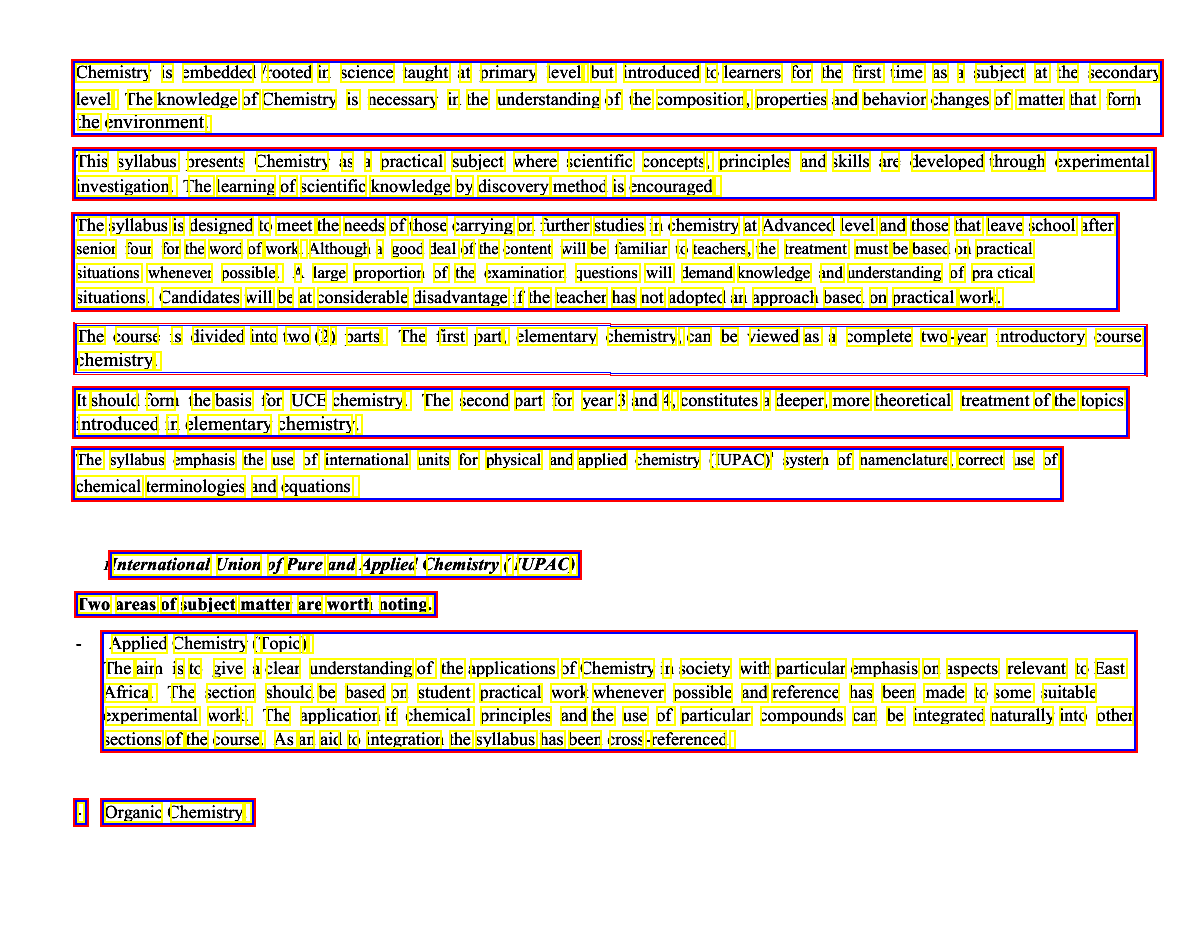 Chemistry is embedded /rooted in science taught at primary level but introduced to learners for the first time as a subject at the secondary
level. The knowledge of Chemistry is necessary in the understanding of the composition, properties and behavior changes of matter that form
the environment.
This syllabus presents Chemistry as a practical subject where scientific concepts, principles and skills are developed through experimental
investigation. The learning of scientific knowledge by discovery method is encouraged
The syllabus is designed to meet the needs of those carrying on further studies in chemistry at Advanced level and those that leave school after
senior four for the word of work. Although a good deal of the content will be familiar to teachers, the treatment must be based on practical
situations whenever possible. A large proportion of the examination questions will demand knowledge and understanding of pra ctical
situations. Candidates will be at considerable disadvantage if the teacher has not adopted an approach based on practical work.
The course is divided into two (2) parts. The first part, elementary chemistry, can be viewed as a complete two-year introductory course
chemistry.
It should form the basis for UCE chemistry. The second part for year 3 and 4, constitutes a deeper, more theoretical treatment of the topics
introduced in elementary chemistry.
The syllabus emphasis the use of international units for physical and applied chemistry (IUPAC)' system of nomenclature, correct use of
chemical terminologies and equations
International Union of Pure and Applied Chemistry ( IUPAC)
Two areas of subject matter are worth noting.
- Applied Chemistry (Topic)
The aim is to give a clear understanding of the applications of Chemistry in society with particular emphasis on aspects relevant to East
Africa. The section should be based on student practical work whenever possible and reference has been made to some suitable
experimental work. The application if chemical principles and the use of particular compounds can be integrated naturally into other
sections of the course. As an aid to integration the syllabus has been cross-referenced
- Organic Chemistry